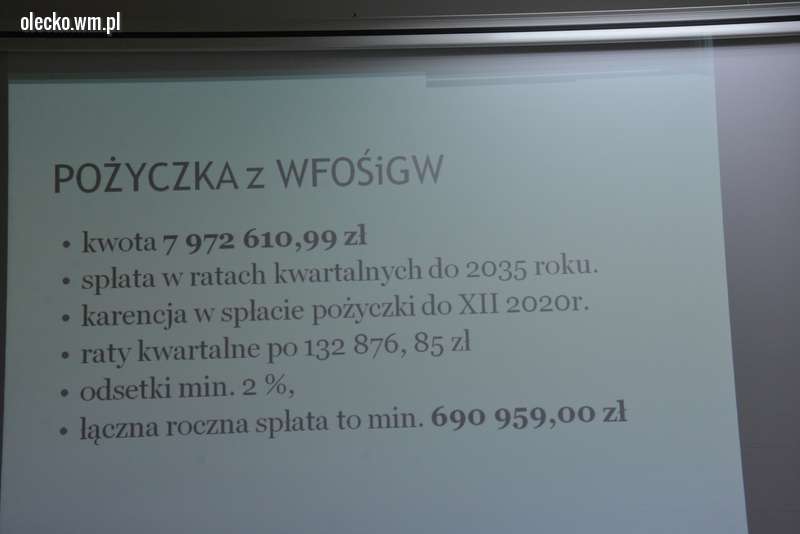 olecko.wm.pl
POŻYCZKA z WFOŚiGW
• kwota 7 972 610,99 zł
• spłata w ratach kwartalnych do 2035 roku.
• karencja w spłacie pożyczki do XII 2020r.
• raty kwartalne po 132 876, 85 zł
• odsetki min. 2 %,
• łączna roczna spłata to min. 690 959,00 zł